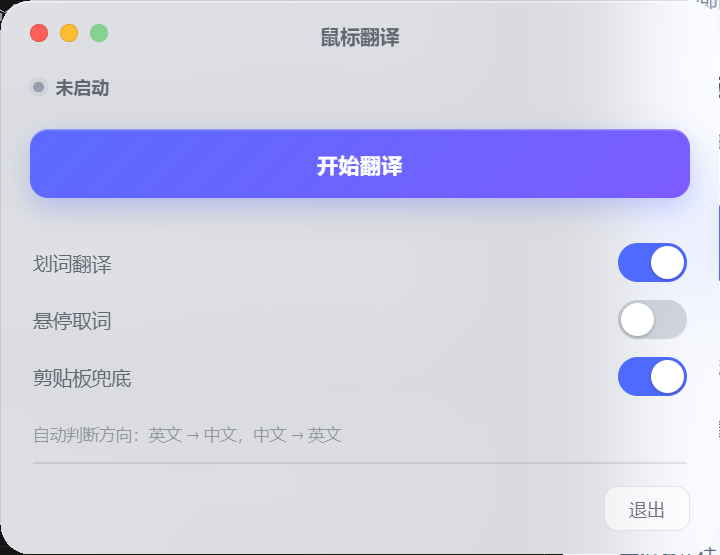 鼠标翻译
未启动
开始翻译
划词翻译
悬停取词
剪贴板兜底
自动判断方向：英文 → 中文，中文 → 英文
退出